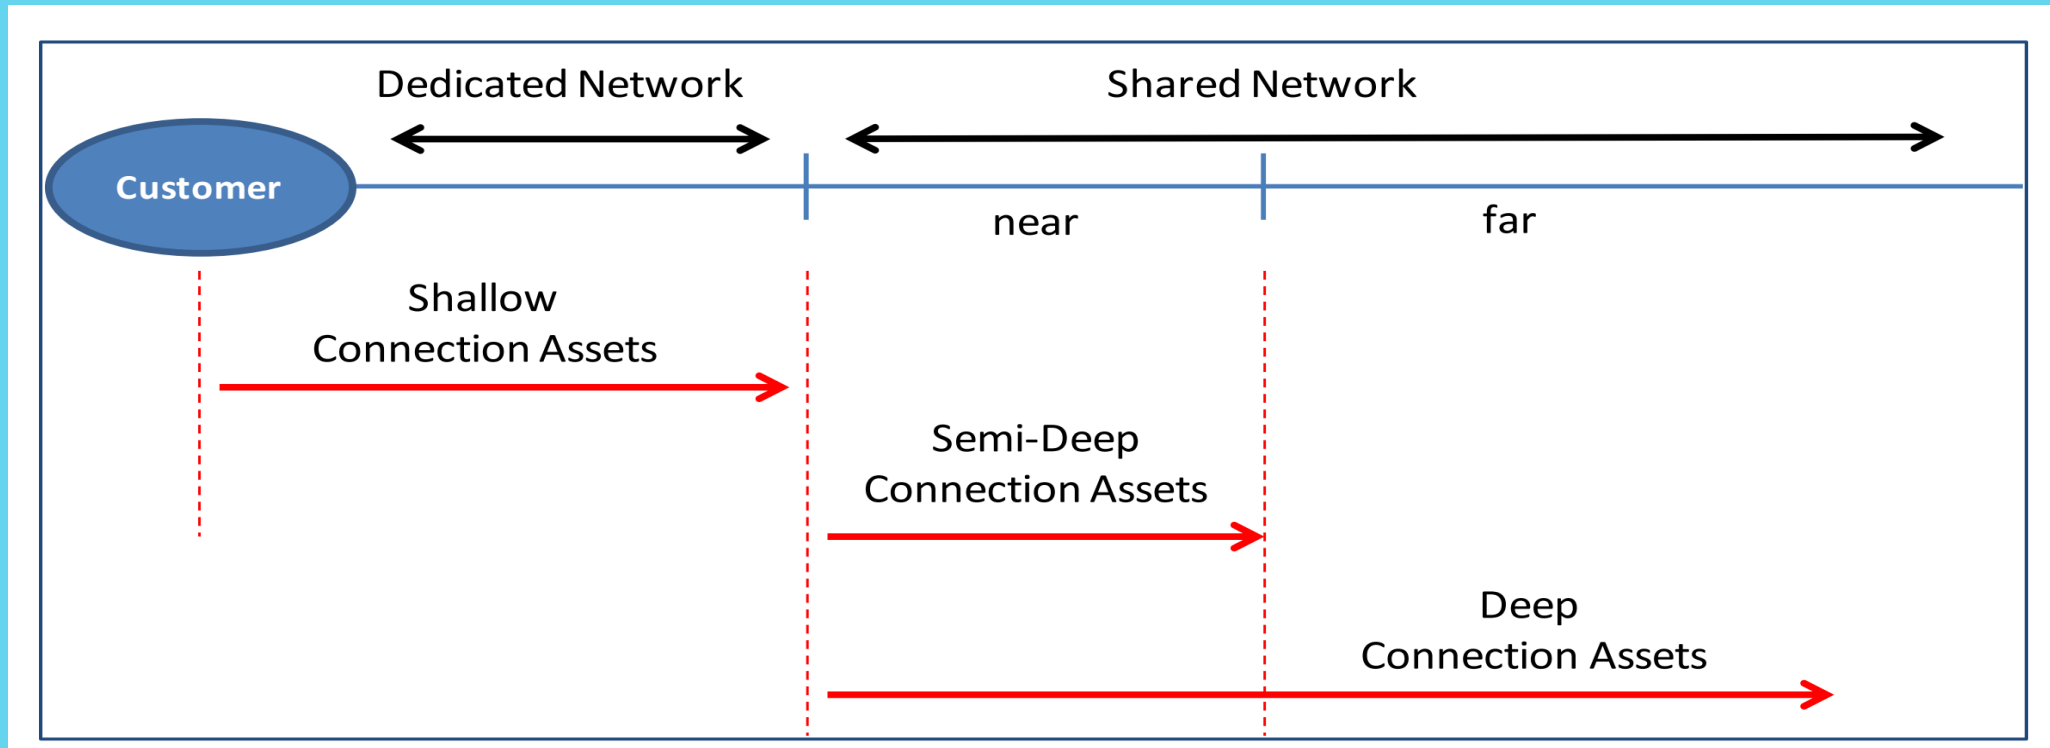 Dedicated Network
Shared Network
Customer
near
far
Shallow
Connection Assets
Semi-Deep
Connection Assets
Deep
Connection Assets